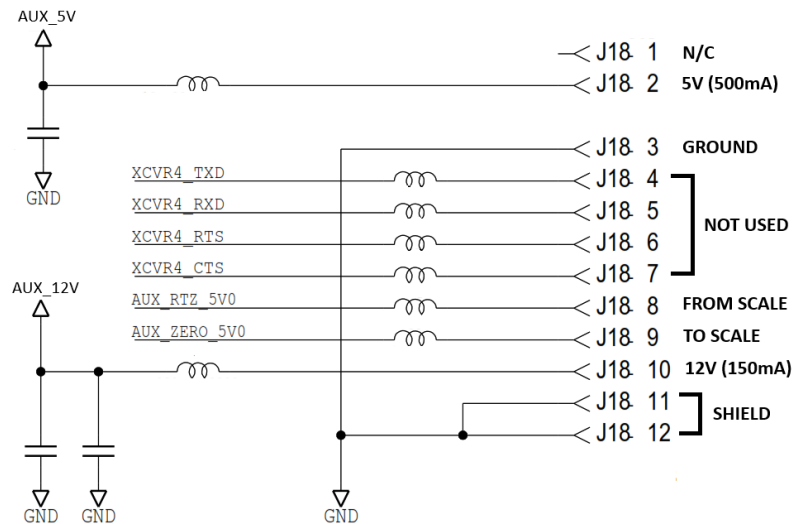 AUX_5V
J18- 1 N/C
J18- 2 5V (500mA)
J18- 3 GROUND
GND
XCVR4_TXD J18- 4
XCVR4_RXD J18- 5
NOT USED
XCVR4_RTS J18- 6
XCVR4_CTS J18- 7
AUX_12V
AUX_RTZ_5V0 J18- 8 FROM SCALE
AUX_ZERO_5V0 J18- 9 TO SCALE
J18- 10 12V (150mA)
J18- 11
SHIELD
J18- 12
GND GND GND